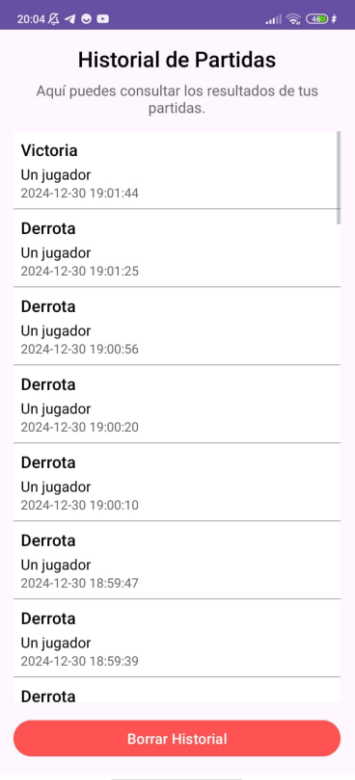 20:04
46
Historial de Partidas
Aquí puedes consultar los resultados de tus
partidas.
Victoria
Un jugador
2024-12-30 19:01:44
Derrota
Un jugador
2024-12-30 19:01:25
Derrota
Un jugador
2024-12-30 19:00:56
Derrota
Un jugador
2024-12-30 19:00:20
Derrota
Un jugador
2024-12-30 19:00:10
Derrota
Un jugador
2024-12-30 18:59:47
Derrota
Un jugador
2024-12-30 18:59:39
Derrota
Borrar Historial